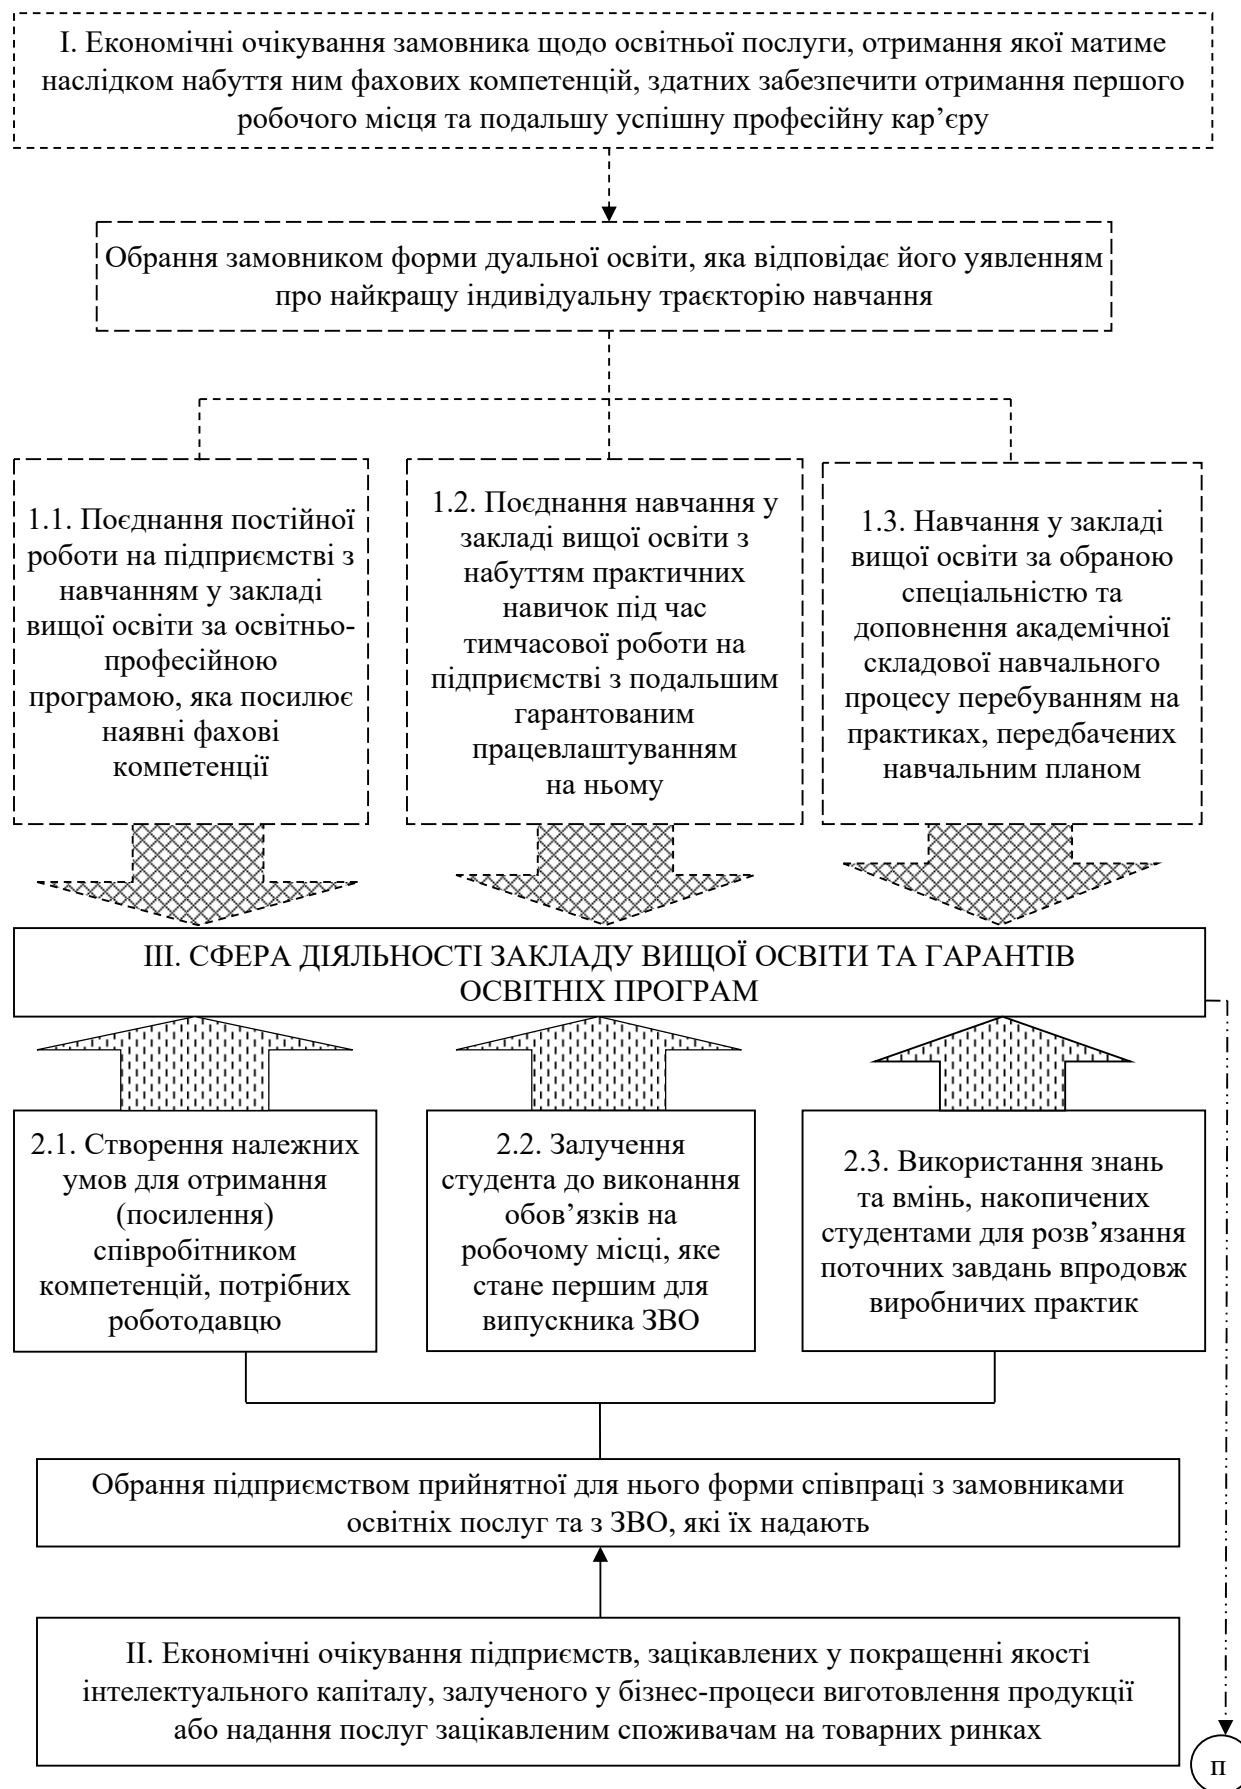 І. Економічні очікування замовника щодо освітньої послуги, отримання якої матиме
наслідком набуття ним фахових компетенцій, здатних забезпечити отримання першого
робочого місця та подальшу успішну професійну кар’єру
Обрання замовником форми дуальної освіти, яка відповідає його уявленням
про найкращу індивідуальну траєкторію навчання
1.1. Поєднання постійної
роботи на підприємстві з
навчанням у закладі
вищої освіти за освітньо-
професійною
програмою, яка посилює
наявні фахові
компетенції
1.2. Поєднання навчання у
закладі вищої освіти з
набуттям практичних
навичок під час
тимчасової роботи на
підприємстві з подальшим
гарантованим
працевлаштуванням
на ньому
1.3. Навчання у закладі
вищої освіти за обраною
спеціальністю та
доповнення академічної
складової навчального
процесу перебуванням на
практиках, передбачених
навчальним планом
ІІІ. СФЕРА ДІЯЛЬНОСТІ ЗАКЛАДУ ВИЩОЇ ОСВІТИ ТА ГАРАНТІВ
ОСВІТНІХ ПРОГРАМ
2.1. Створення належних
умов для отримання
(посилення)
співробітником
компетенцій, потрібних
роботодавцю
2.2. Залучення
студента до виконання
обов’язків на
робочому місці, яке
стане першим для
випускника ЗВО
2.3. Використання знань
та вмінь, накопичених
студентами для розв’язання
поточних завдань впродовж
виробничих практик
Обрання підприємством прийнятної для нього форми співпраці з замовниками
освітніх послуг та з ЗВО, які їх надають
ІІ. Економічні очікування підприємств, зацікавлених у покращенні якості
інтелектуального капіталу, залученого у бізнес-процеси виготовлення продукції
або надання послуг зацікавленим споживачам на товарних ринках
п